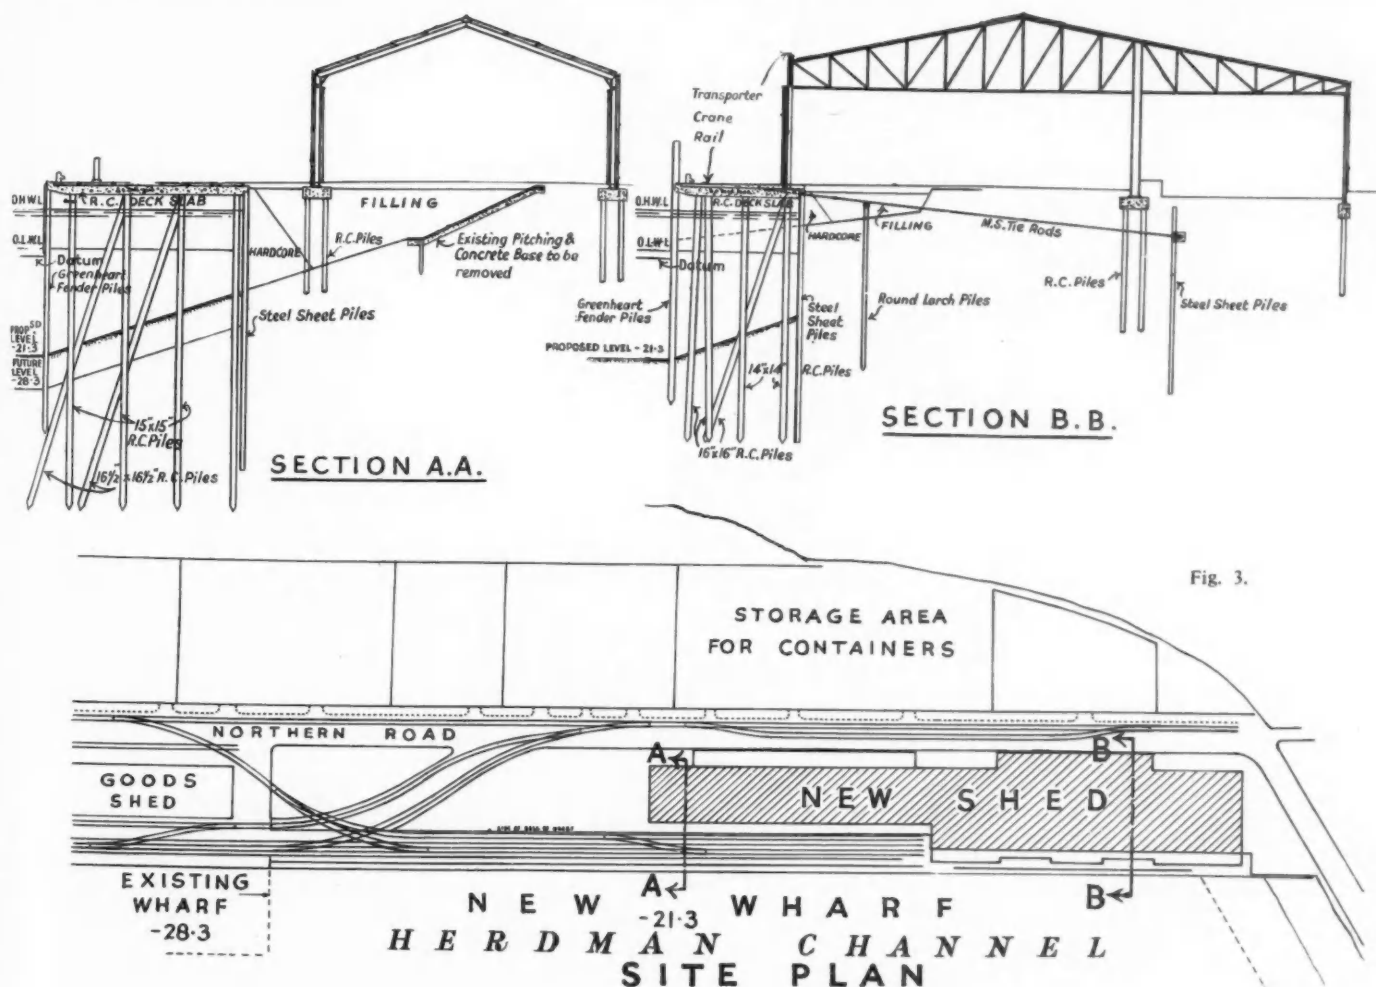 O.H.W.L
O.L.W.L
Datum
Greenheart
Fender Piles
PROP SD
LEVEL
-21·3
FUTURE
LEVEL
-28·3
R.C. DECK SLAB
HARDCORE
FILLING
R.C. Piles
Existing Pitching &
Concrete Base to be
removed
Steel Sheet Piles
15"x15"
R.C. Piles
16½"x16½" R.C. Piles
SECTION A.A.
Transporter
Crane
Rail
O.H.W.L
O.L.W.L
Datum
R.C. DECK SLAB
HARDCORE
FILLING
M.S. Tie Rods
Greenheart
Fender Piles
PROPOSED LEVEL -21·3
Steel
Sheet
Piles
Round Larch Piles
R.C. Piles
Steel Sheet Piles
14"x14" R.C. Piles
16"x16" R.C. Piles
SECTION B.B.
Fig. 3.
STORAGE AREA
FOR CONTAINERS
NORTHERN ROAD
GOODS
SHED
A
B
NEW SHED
EXISTING
WHARF
-28·3
A
B
NEW WHARF
-21·3
HERDMAN CHANNEL
SITE PLAN